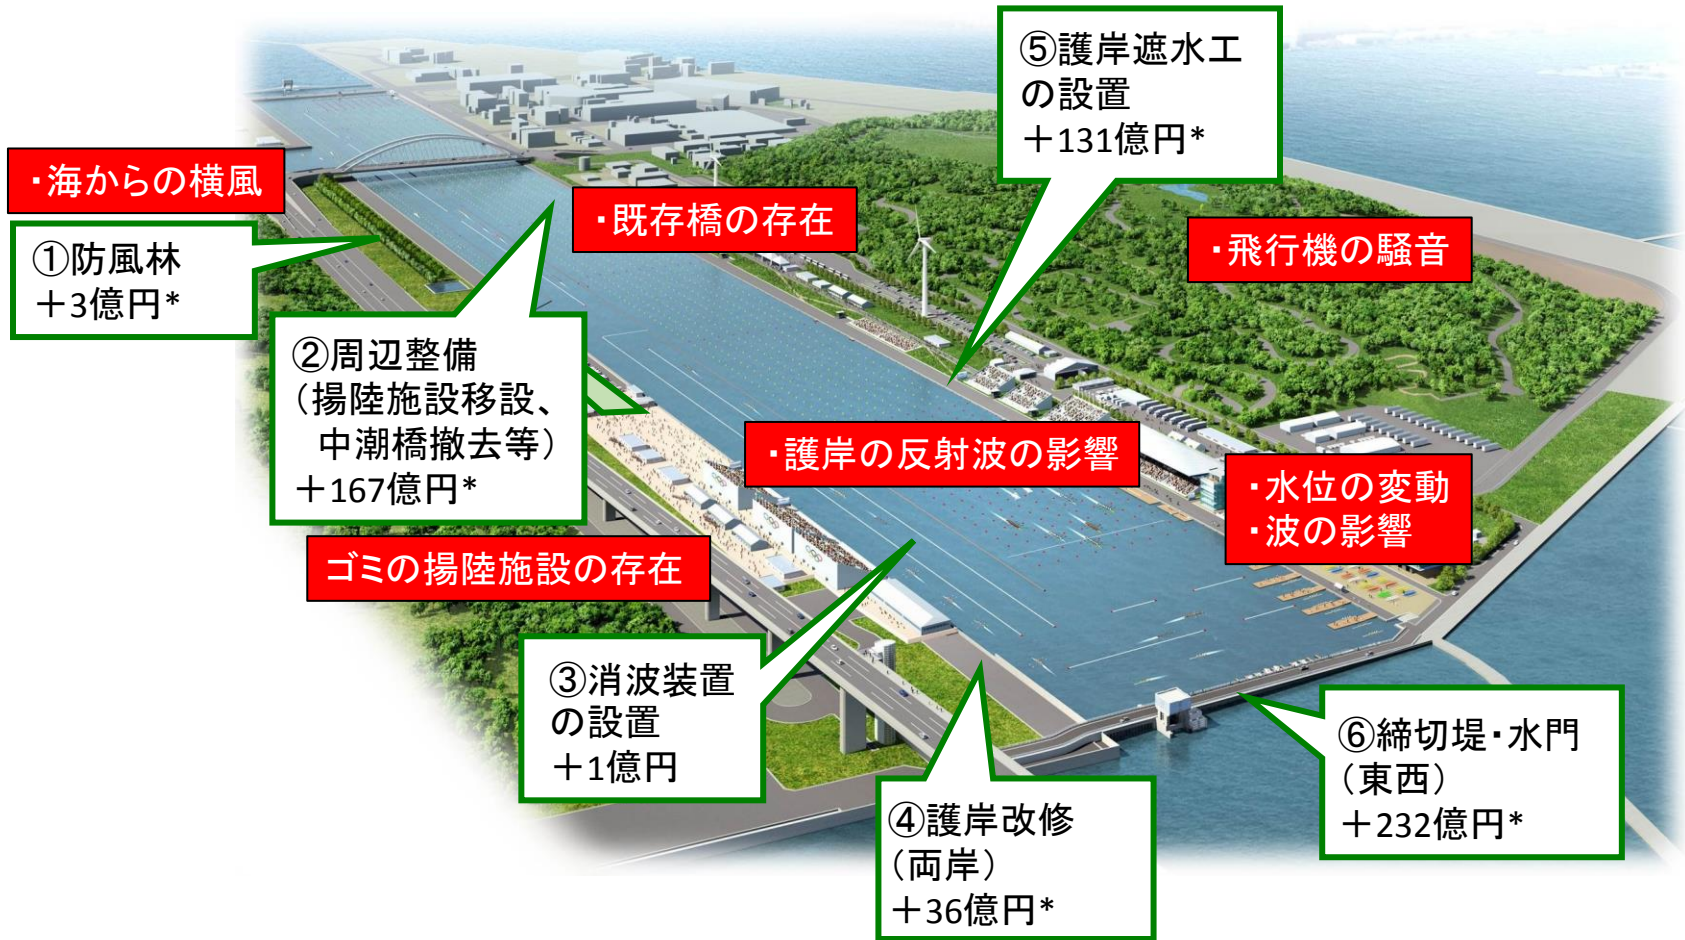 ⑤護岸遮水工
の設置
＋131億円*
・海からの横風
・既存橋の存在
・飛行機の騒音
①防風林
＋3億円*
②周辺整備
（揚陸施設移設、
中潮橋撤去等）
＋167億円*
・護岸の反射波の影響
・水位の変動
・波の影響
ゴミの揚陸施設の存在
③消波装置
の設置
＋1億円
④護岸改修
（両岸）
＋36億円*
⑥締切堤・水門
（東西）
＋232億円*